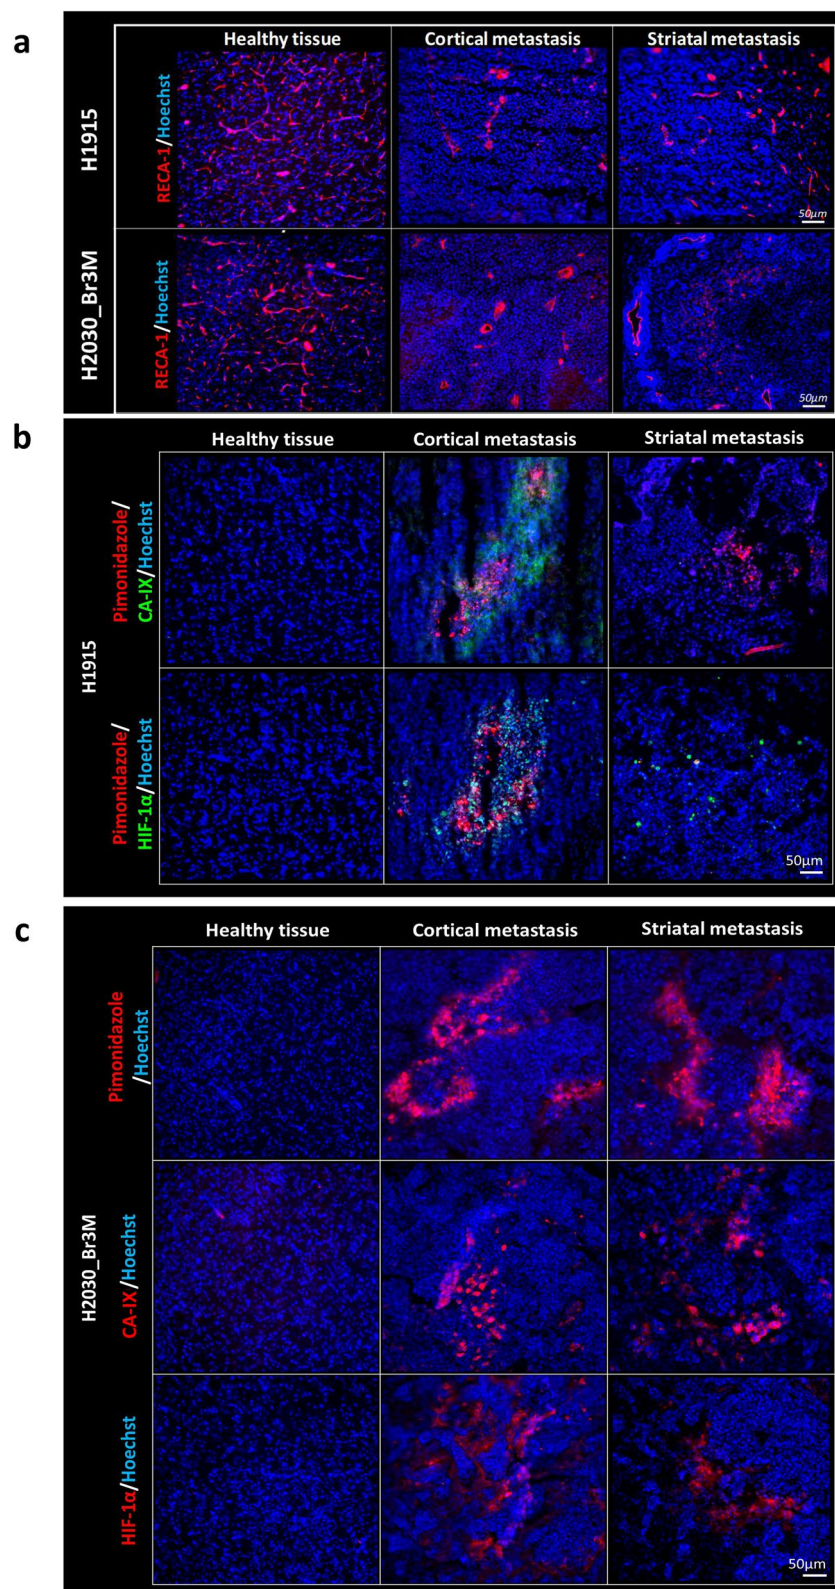 a
Healthy tissue
Cortical metastasis
Striatal metastasis
H1915
RECA-1/Hoechst
50µm
H2030_Br3M
RECA-1/Hoechst
50µm
b
Healthy tissue
Cortical metastasis
Striatal metastasis
H1915
Pimonidazole/
CA-IX/Hoechst
Pimonidazole/
HIF-1α/Hoechst
50µm
c
Healthy tissue
Cortical metastasis
Striatal metastasis
H2030_Br3M
Pimonidazole
/Hoechst
CA-IX/Hoechst
HIF-1α/Hoechst
50µm